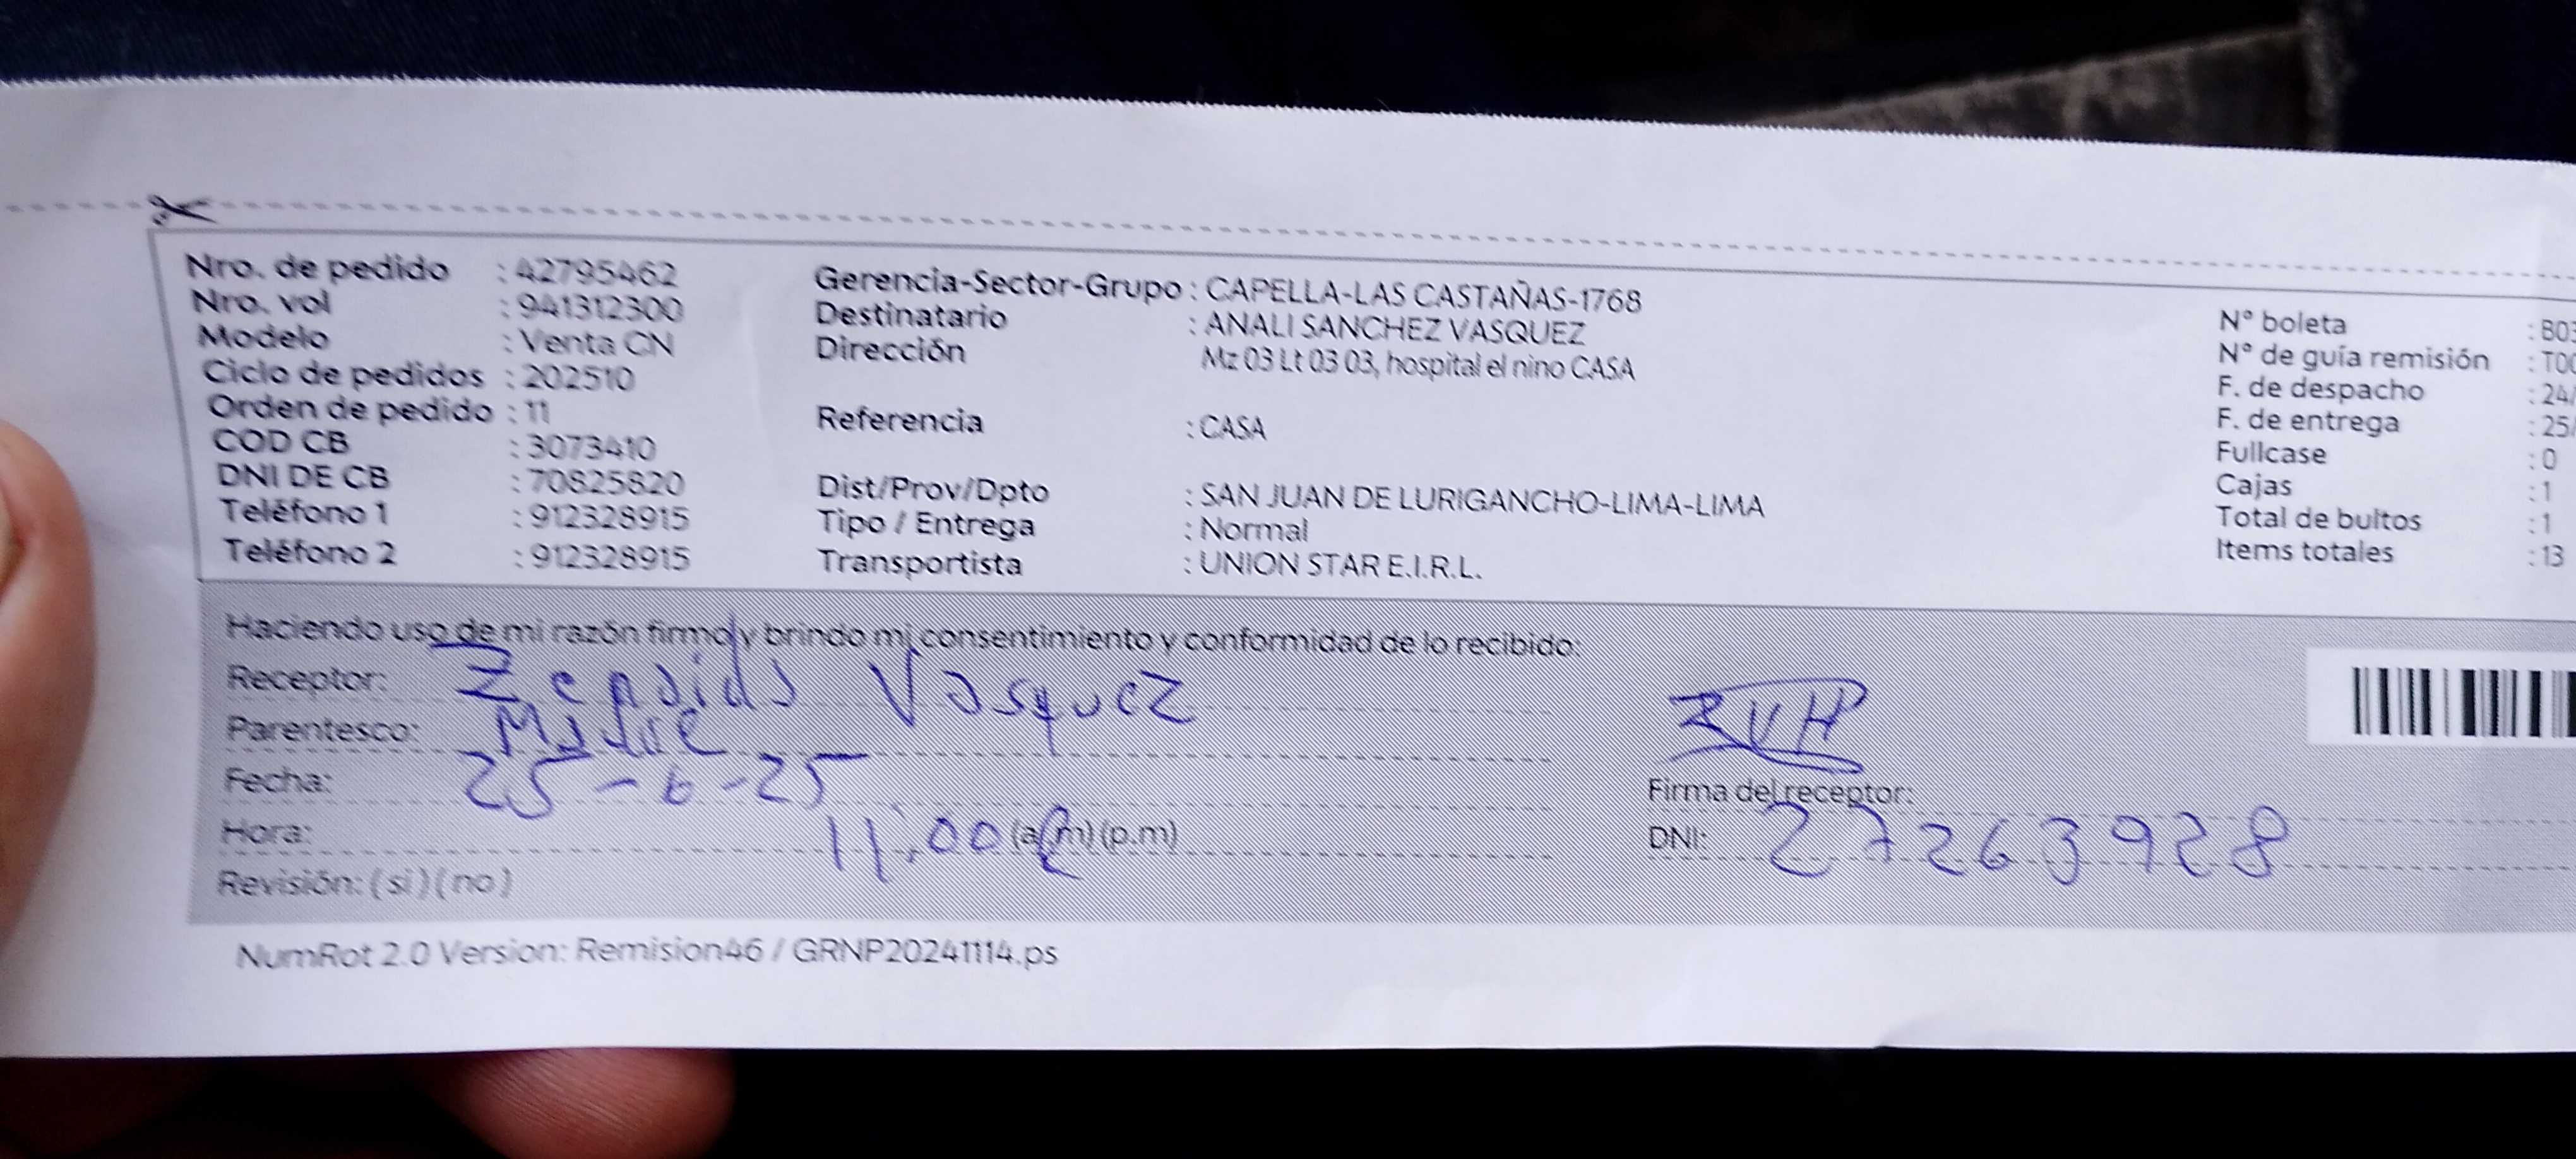 Nro. de pedido : 42795462
Nro. vol : 941312300
Modelo : Venta CN
Ciclo de pedidos : 202510
Orden de pedido : 11
COD CB : 3073410
DNI DE CB : 70825820
Teléfono 1 : 912328915
Teléfono 2 : 912328915
Gerencia-Sector-Grupo : CAPELLA-LAS CASTAÑAS-1768
Destinatario : ANALI SANCHEZ VASQUEZ
Dirección Mz 03 Lt 03 03, hospital el nino CASA
Referencia : CASA
Dist/Prov/Dpto : SAN JUAN DE LURIGANCHO-LIMA-LIMA
Tipo / Entrega : Normal
Transportista : UNION STAR E.I.R.L.
N° boleta : B03
N° de guía remisión : T00
F. de despacho : 24/
F. de entrega : 25/
Fullcase : 0
Cajas : 1
Total de bultos : 1
Items totales : 13
Haciendo uso de mi razón firmo y brindo mi consentimiento y conformidad de lo recibido:
Receptor: Vasquez
Parentesco: Madre
Fecha: 25-6-25
Hora: 11:00 (a.m) (p.m)
Revisión: (si) (no)
ZVH
Firma del receptor:
DNI: 27263928
NumRot 2.0 Version: Remision46 / GRNP20241114.ps